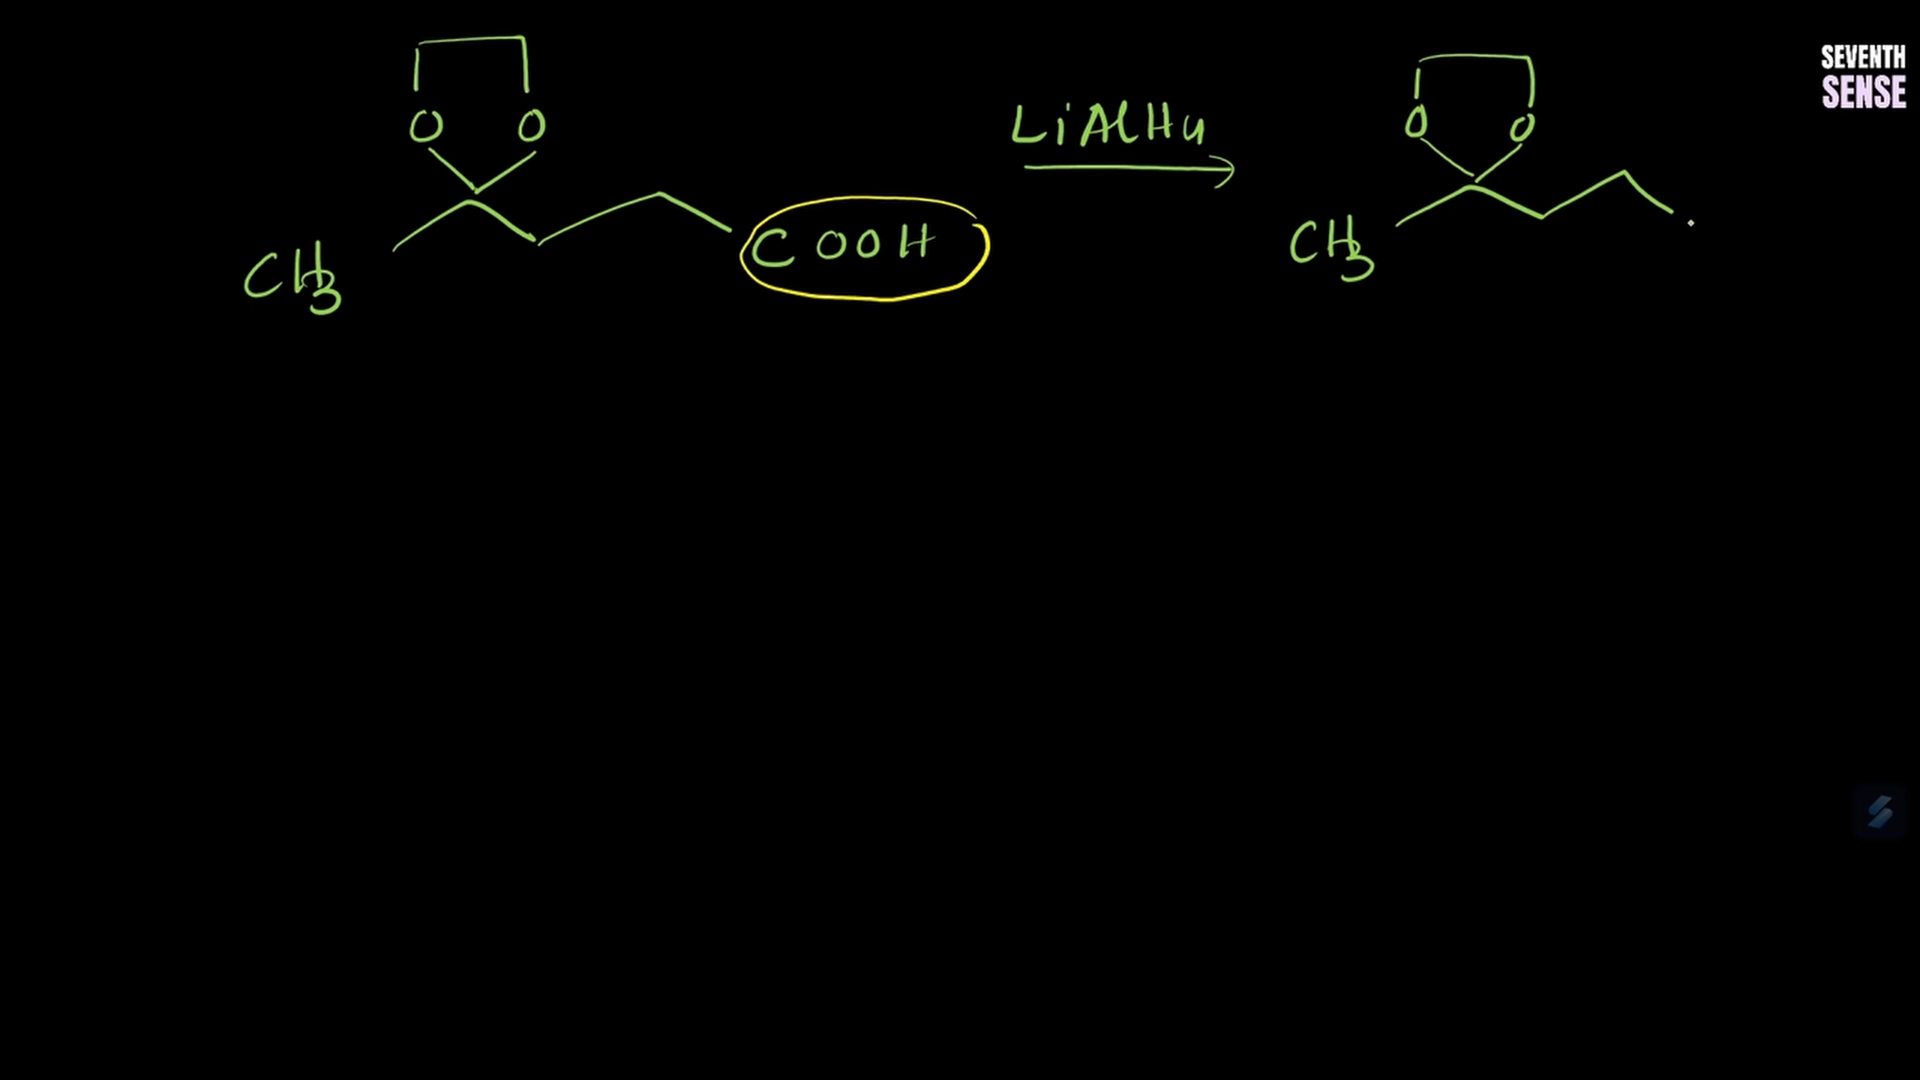 SEVENTH
SENSE
O O
LiAlH4
O O
CH3
COOH
CH3